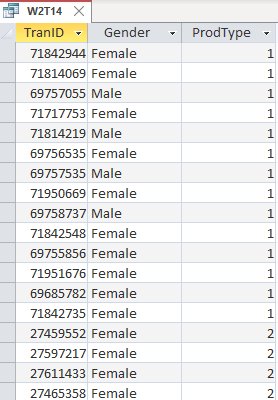 W2T14
TranID Gender ProdType
71842944 Female 1
71814069 Female 1
69757055 Male 1
71717753 Female 1
71814219 Male 1
69756535 Female 1
69757535 Male 1
71950669 Female 1
69758737 Male 1
71842548 Female 1
69755856 Female 1
71951676 Female 1
69685782 Female 1
71842735 Female 1
27459552 Female 2
27597217 Female 2
27611433 Female 2
27465358 Female 2